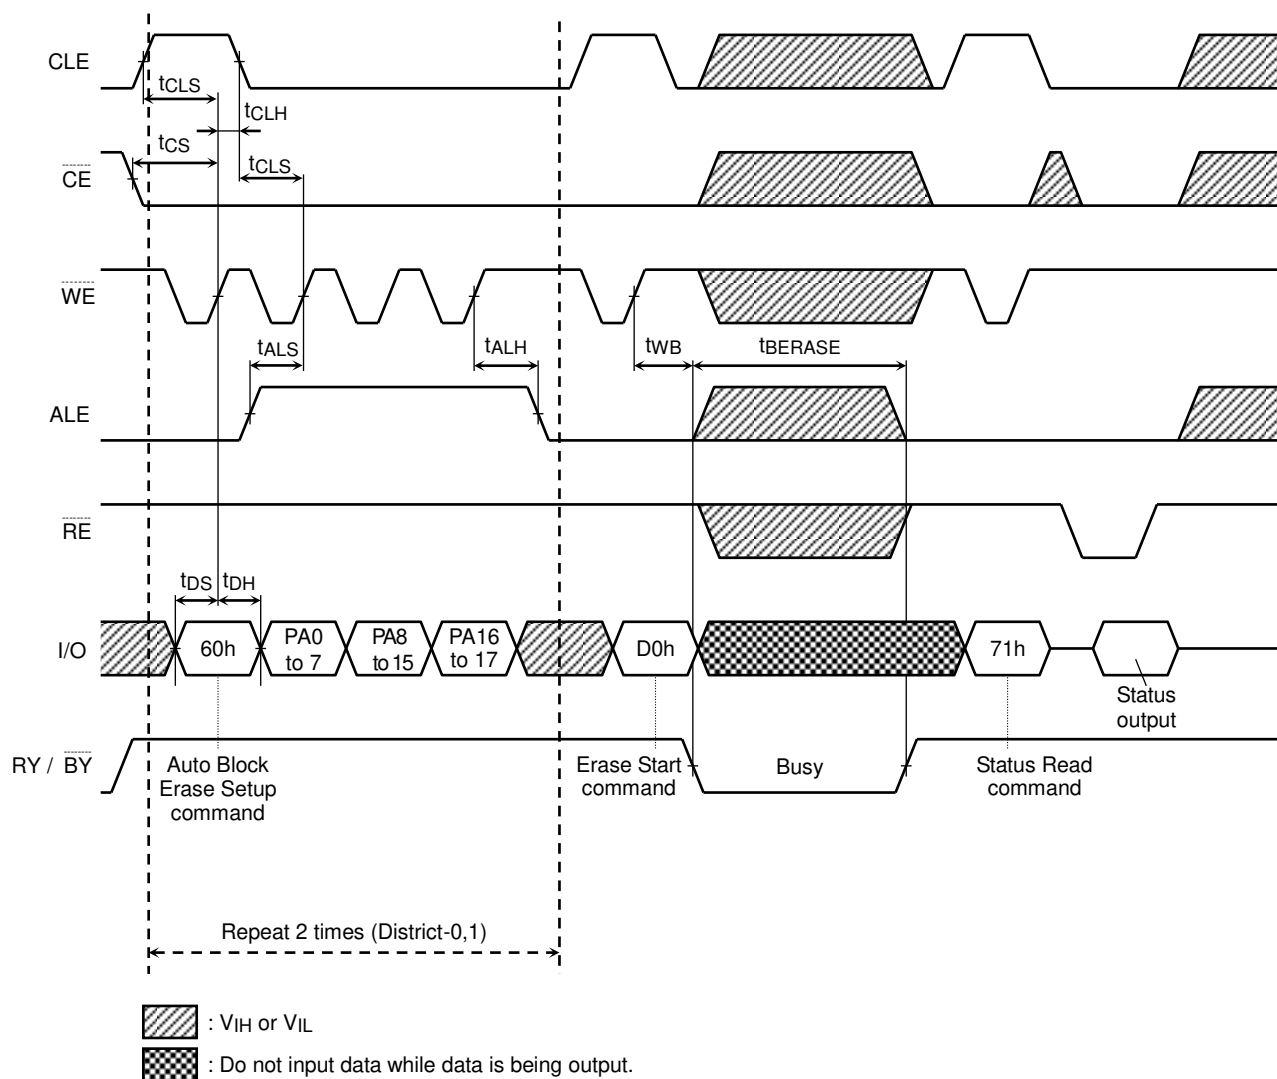 CLE
tCLS
tCLH
tCS
CE
tCLS
WE
tALS
tALH
tWB
tBERASE
ALE
RE
tDS
tDH
I/O
60h
PA0
to 7
PA8
to 15
PA16
to 17
D0h
71h
Status
output
RY / BY
Auto Block
Erase Setup
command
Erase Start
command
Busy
Status Read
command
Repeat 2 times (District-0,1)
: VIH or VIL
: Do not input data while data is being output.